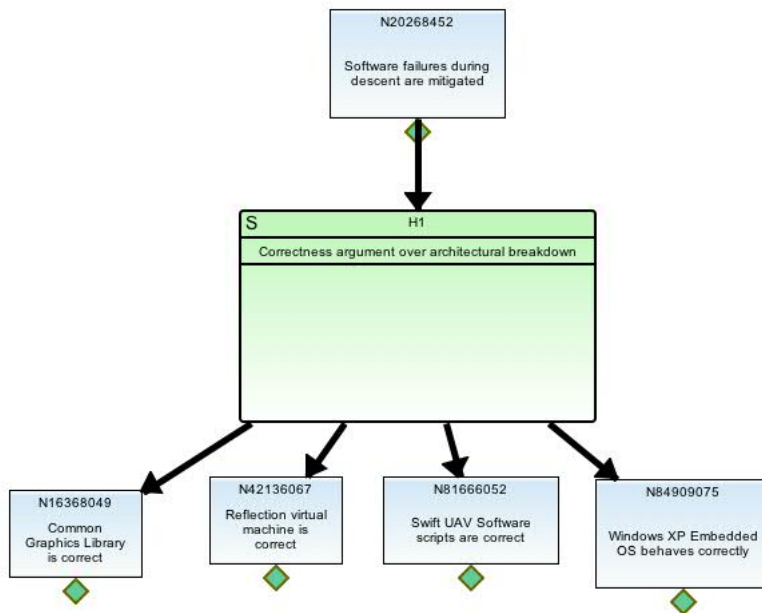 N20268452
Software failures during
descent are mitigated
S
H1
Correctness argument over architectural breakdown
N16368049
Common
Graphics Library
is correct
N42136067
Reflection virtual
machine is
correct
N81666052
Swift UAV Software
scripts are correct
N84909075
Windows XP Embedded
OS behaves correctly